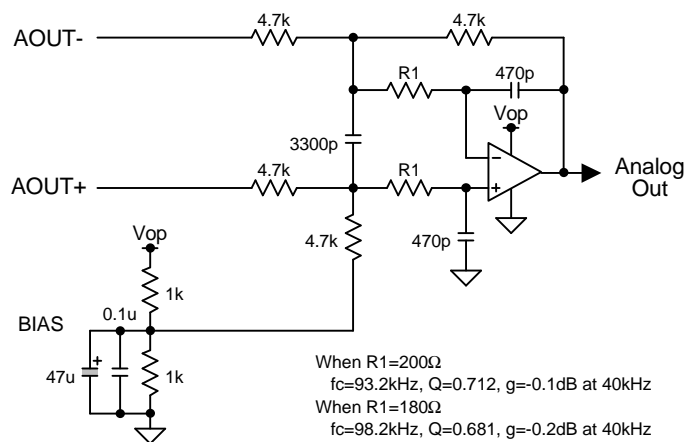 4.7k
4.7k
AOUT-
R1
470p
Vop
3300p
4.7k
R1
Analog
Out
AOUT+
4.7k
470p
Vop
1k
0.1u
BIAS
47u
+
1k
−
+
When R1=200Ω
fc=93.2kHz, Q=0.712, g=-0.1dB at 40kHz
When R1=180Ω
fc=98.2kHz, Q=0.681, g=-0.2dB at 40kHz